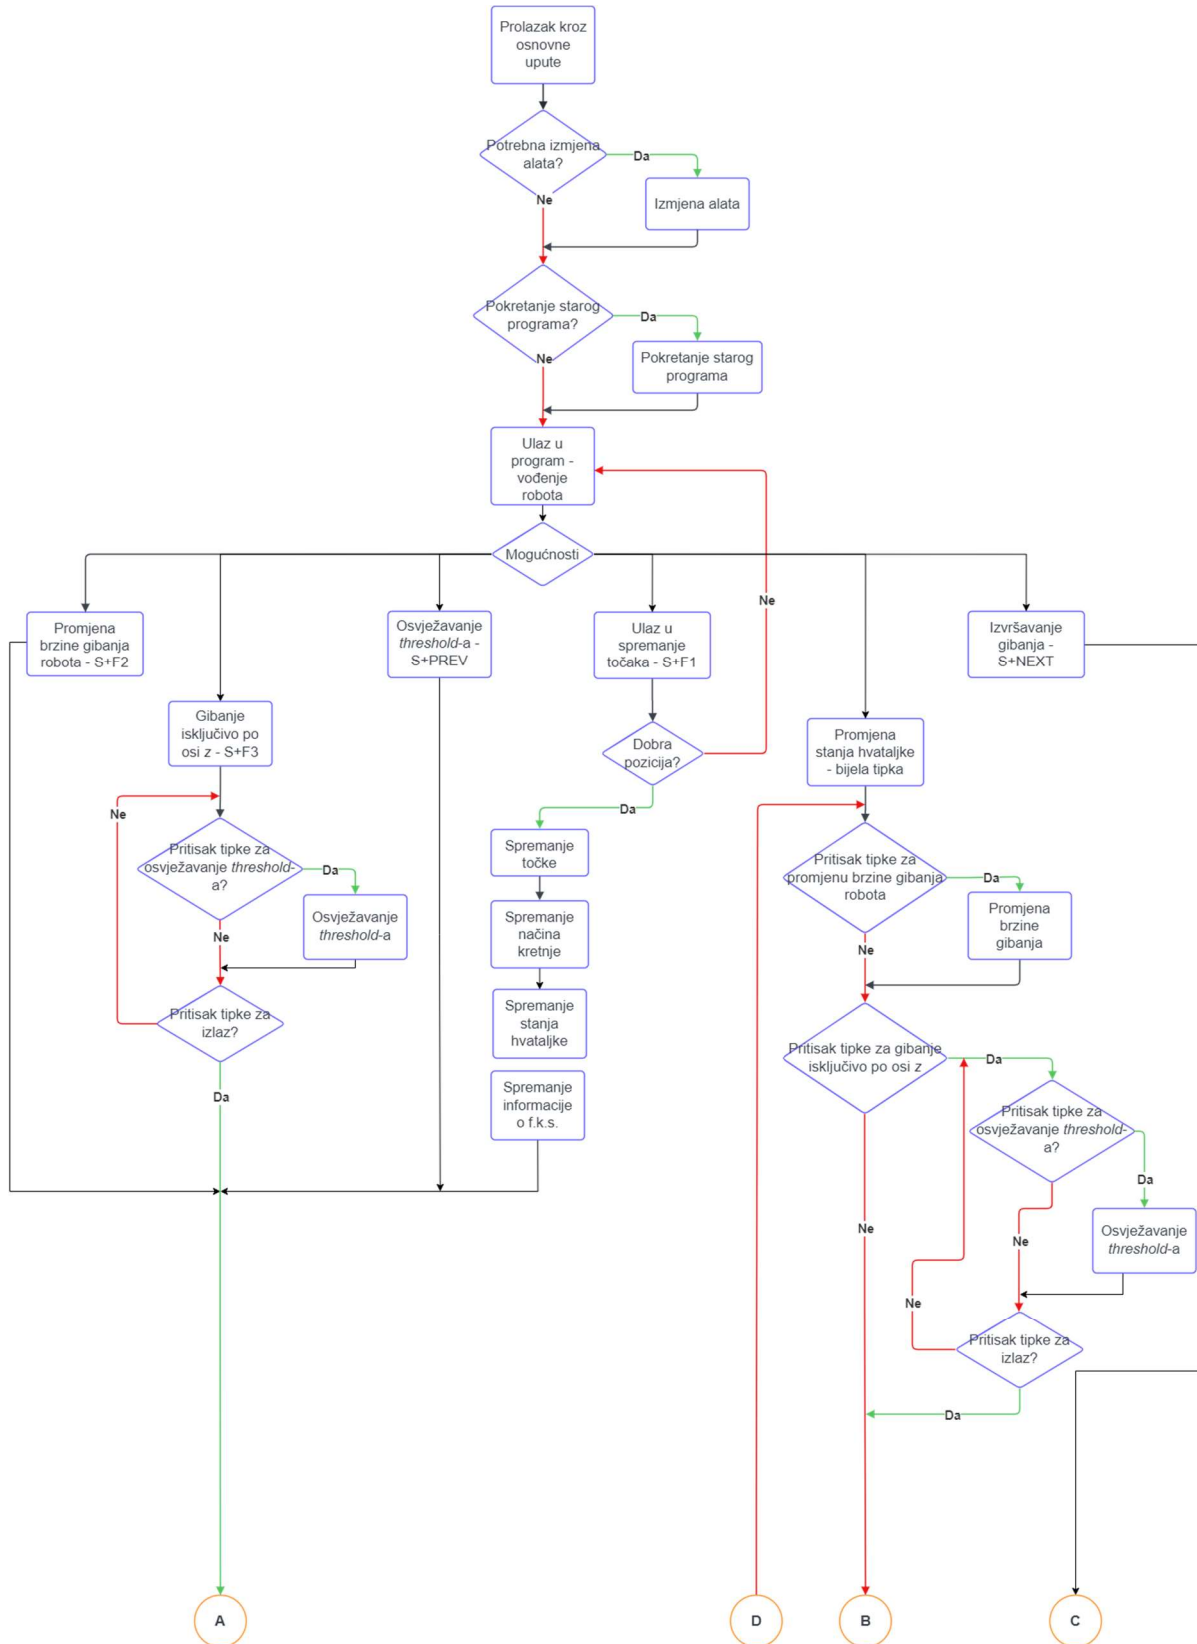 Prolazak kroz
osnovne
upute
Potrebna izmjena
alata?
Da
Ne
Izmjena alata
Pokretanje starog
programa?
Da
Ne
Pokretanje starog
programa
Ulaz u
program -
vođenje
robota
Mogućnosti
Ne
Promjena
brzine gibanja
robota - S+F2
Osvježavanje
threshold-a -
S+PREV
Ulaz u
spremanje
točaka - S+F1
Izvršavanje
gibanja -
S+NEXT
Gibanje
isključivo po
osi z - S+F3
Dobra
pozicija?
Promjena
stanja hvataljke
- bijela tipka
Ne
Da
Pritisak tipke za
osvježavanje threshold-
a?
Da
Ne
Osvježavanje
threshold-a
Pritisak tipke za
izlaz?
Da
Spremanje
točke
Spremanje
načina
kretnje
Spremanje
stanja
hvataljke
Spremanje
informacije
o f.k.s.
Pritisak tipke za
promjenu brzine gibanja
robota
Da
Ne
Promjena
brzine
gibanja
Pritisak tipke za gibanje
isključivo po osi z
Da
Ne
Pritisak tipke za
osvježavanje threshold-
a?
Da
Ne
Osvježavanje
threshold-a
Ne
Pritisak tipke za
izlaz?
Da
A
D
B
C